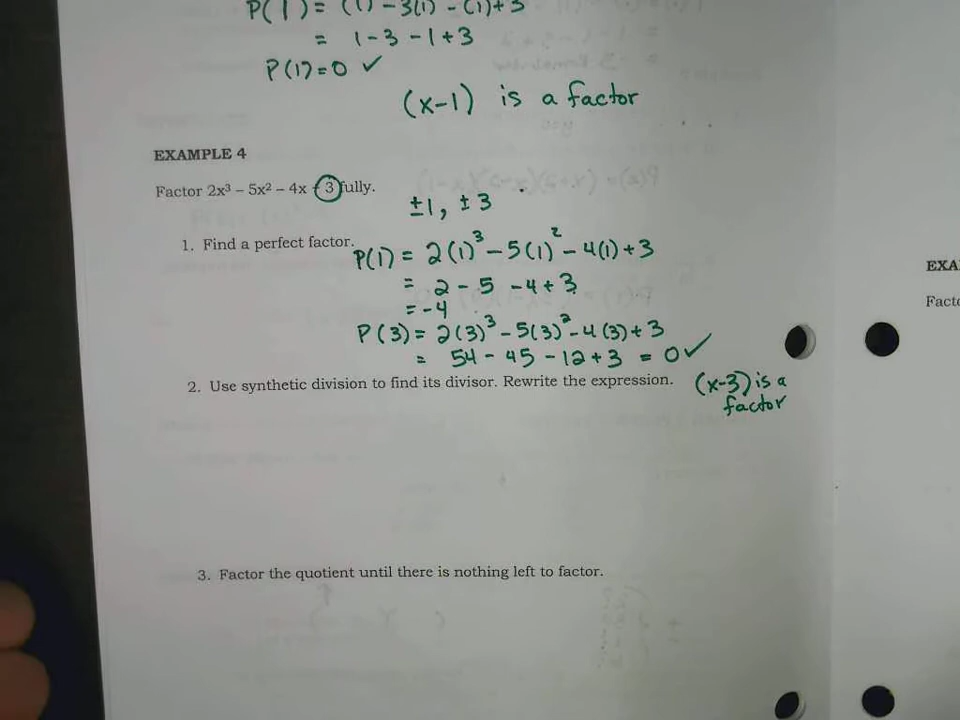 P(1) = (1) - 3(1) - (1) + 3
= 1 - 3 - 1 + 3
P(1) = 0 ✓
(x-1) is a factor
EXAMPLE 4
Factor 2x³ – 5x² – 4x + 3 fully.
±1, ±3
1. Find a perfect factor.
P(1) = 2(1)³ - 5(1)² - 4(1) + 3
= 2 - 5 - 4 + 3
= -4
P(3) = 2(3)³ - 5(3)² - 4(3) + 3
= 54 - 45 - 12 + 3 = 0 ✓
2. Use synthetic division to find its divisor. Rewrite the expression.
(x-3) is a
factor
3. Factor the quotient until there is nothing left to factor.
EXA
Facto